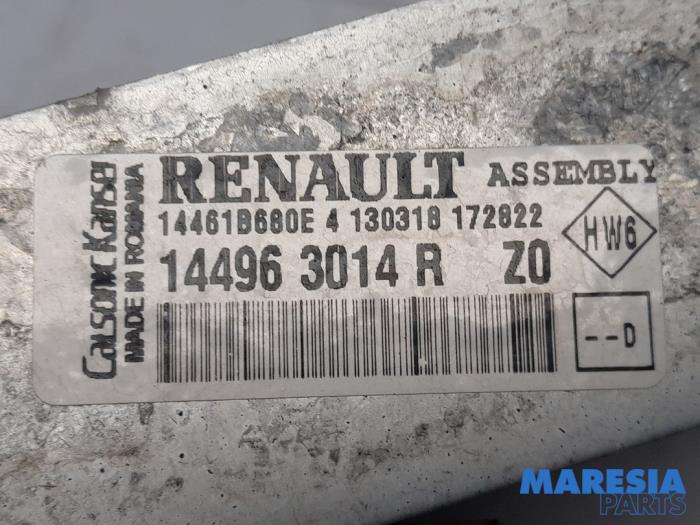 Calsonic Kansei
MADE IN ROMANIA
RENAULT ASSEMBLY
14461B680E 4 130318 172822
14496 3014 R Z0
HW6
--D
MARESIA
PARTS